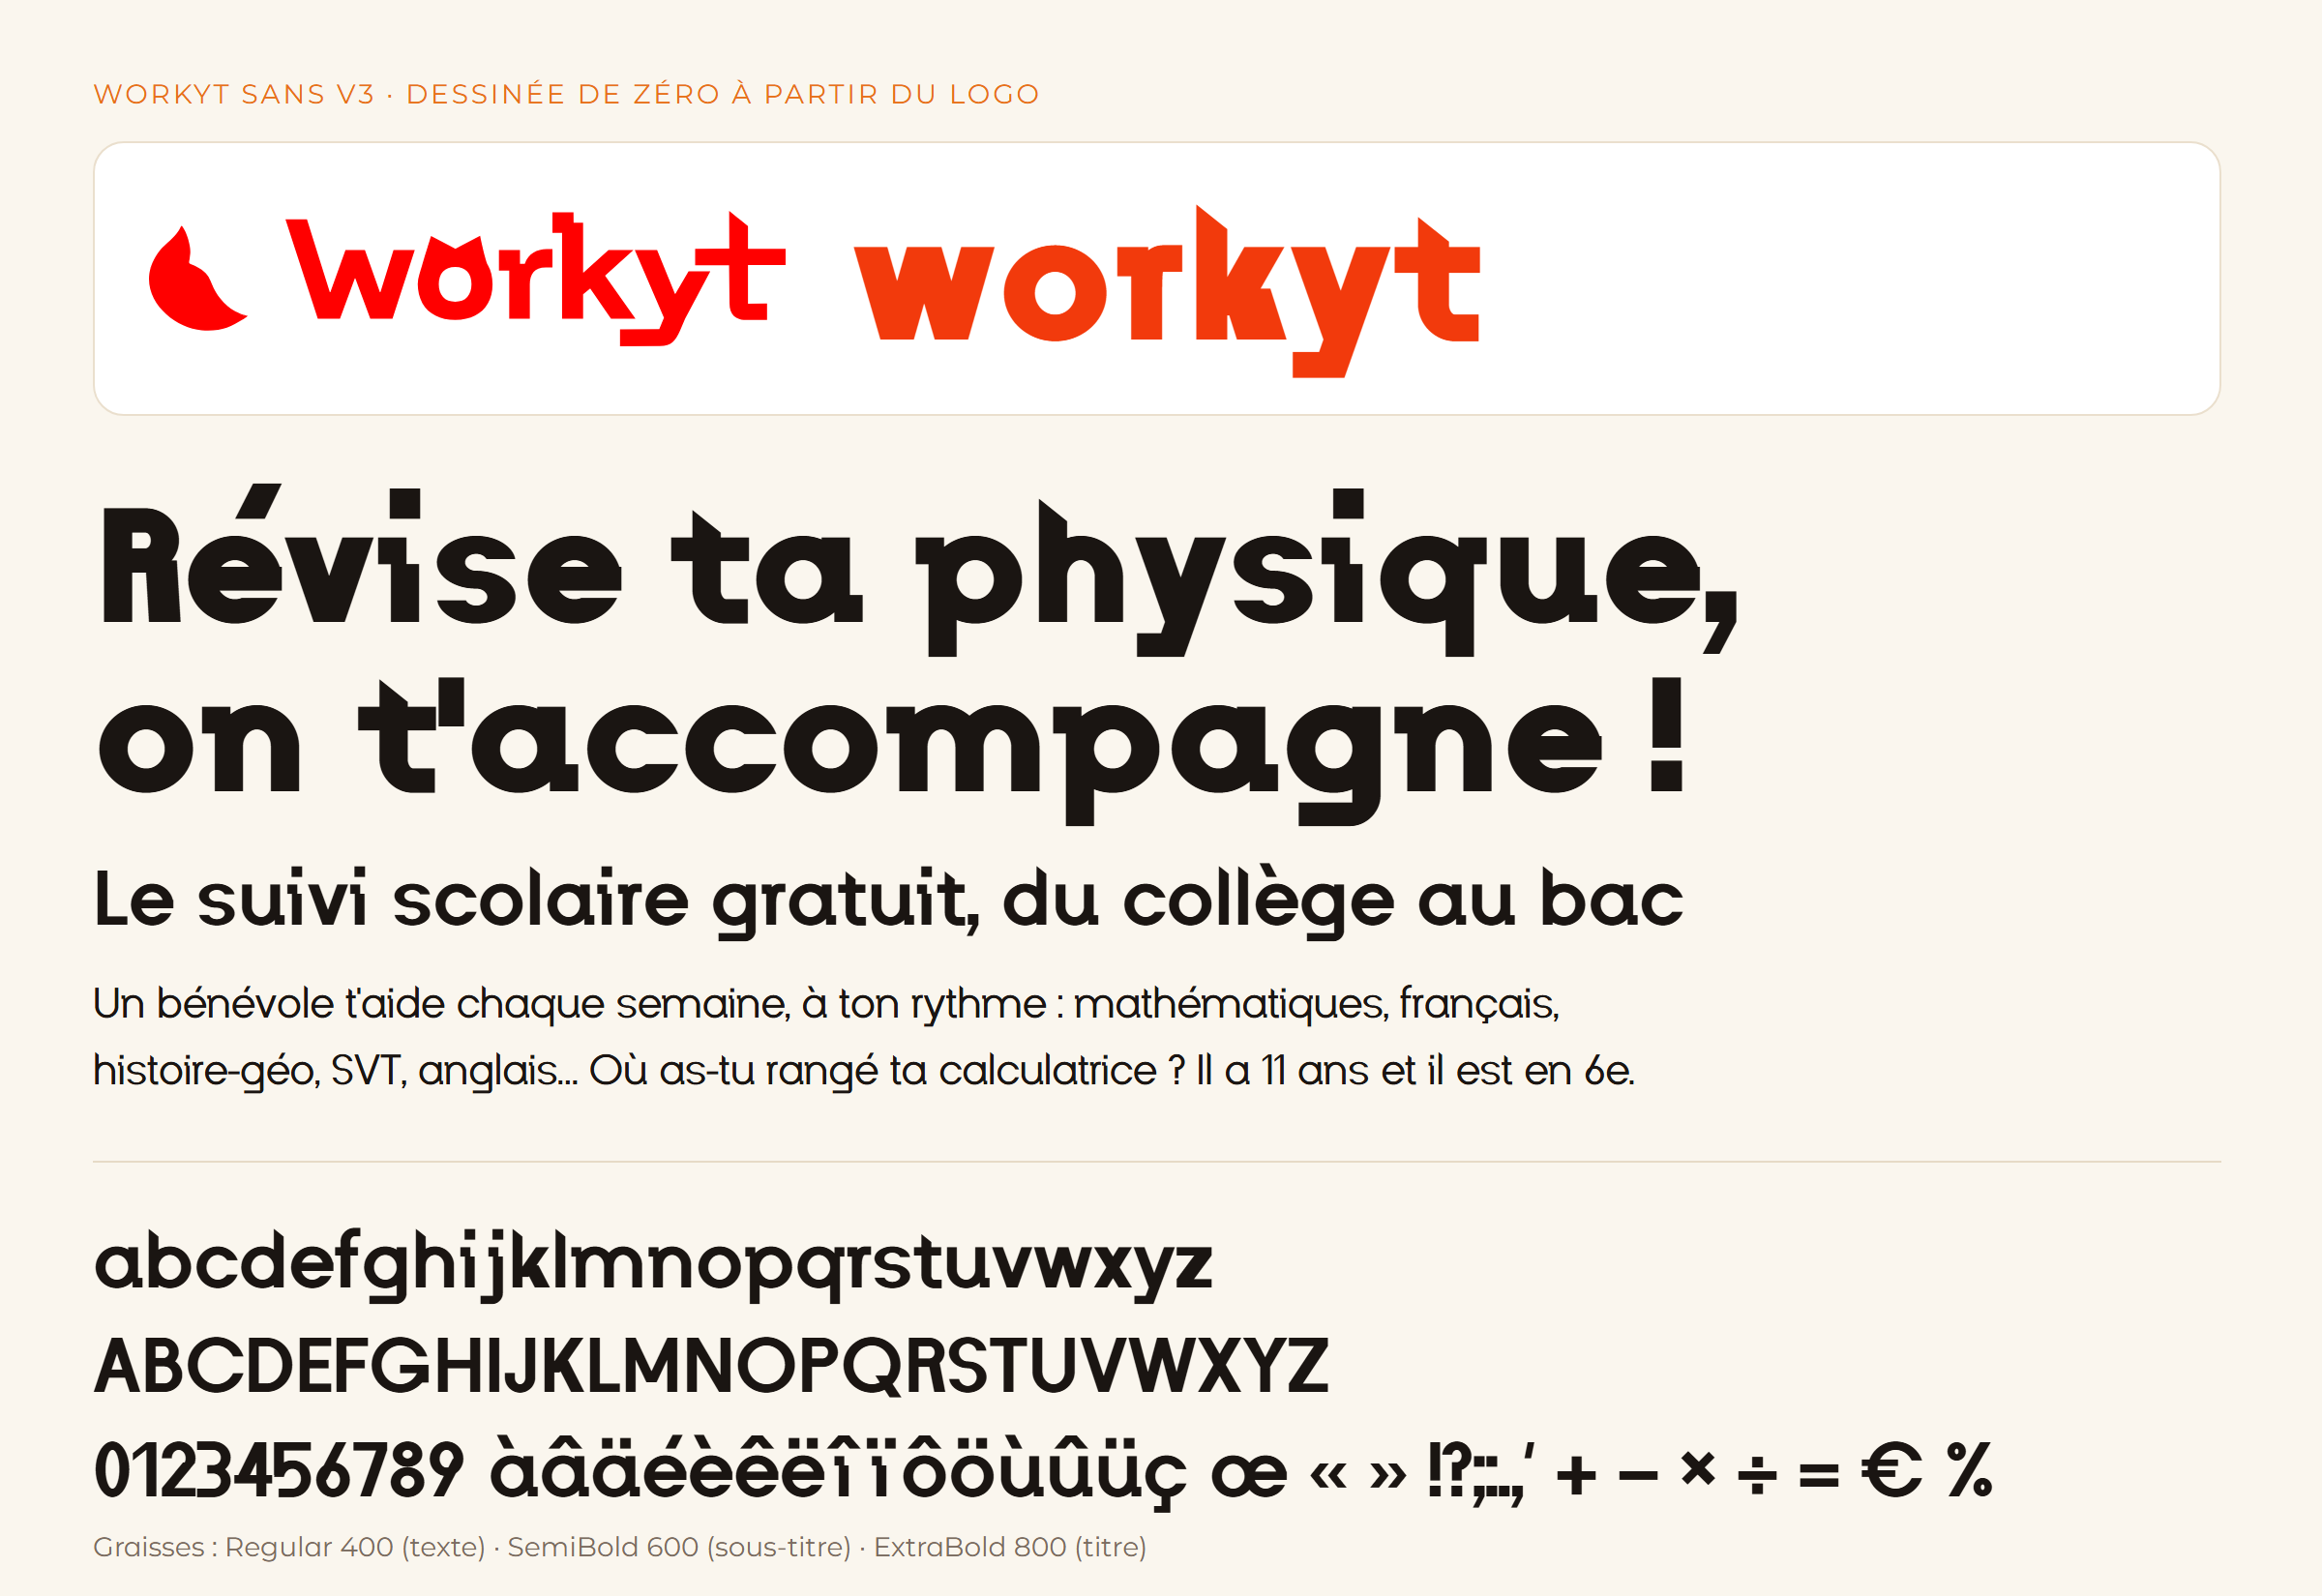 WORKYT SANS V3 · DESSINÉE DE ZÉRO À PARTIR DU LOGO
Workyt workyt
Révise ta physique,
on t'accompagne !
Le suivi scolaire gratuit, du collège au bac
Un bénévole t'aide chaque semaine, à ton rythme : mathématiques, français,
histoire-géo, SVT, anglais... Où as-tu rangé ta calculatrice ? Il a 11 ans et il est en 6e.
abcdefghijklmnopqrstuvwxyz
ABCDEFGHIJKLMNOPQRSTUVWXYZ
0123456789 àâäéèêëîïôöùûüç œ « » !?;:.,’ + − × ÷ = € %
Graisses : Regular 400 (texte) · SemiBold 600 (sous-titre) · ExtraBold 800 (titre)